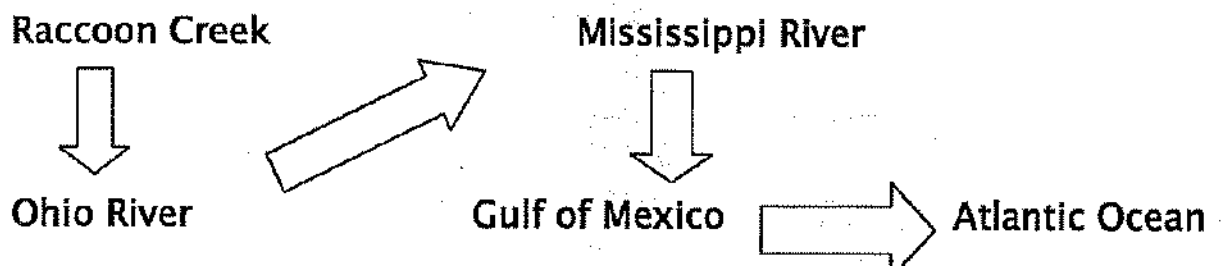 Raccoon Creek
Mississippi River
Ohio River
Gulf of Mexico
Atlantic Ocean